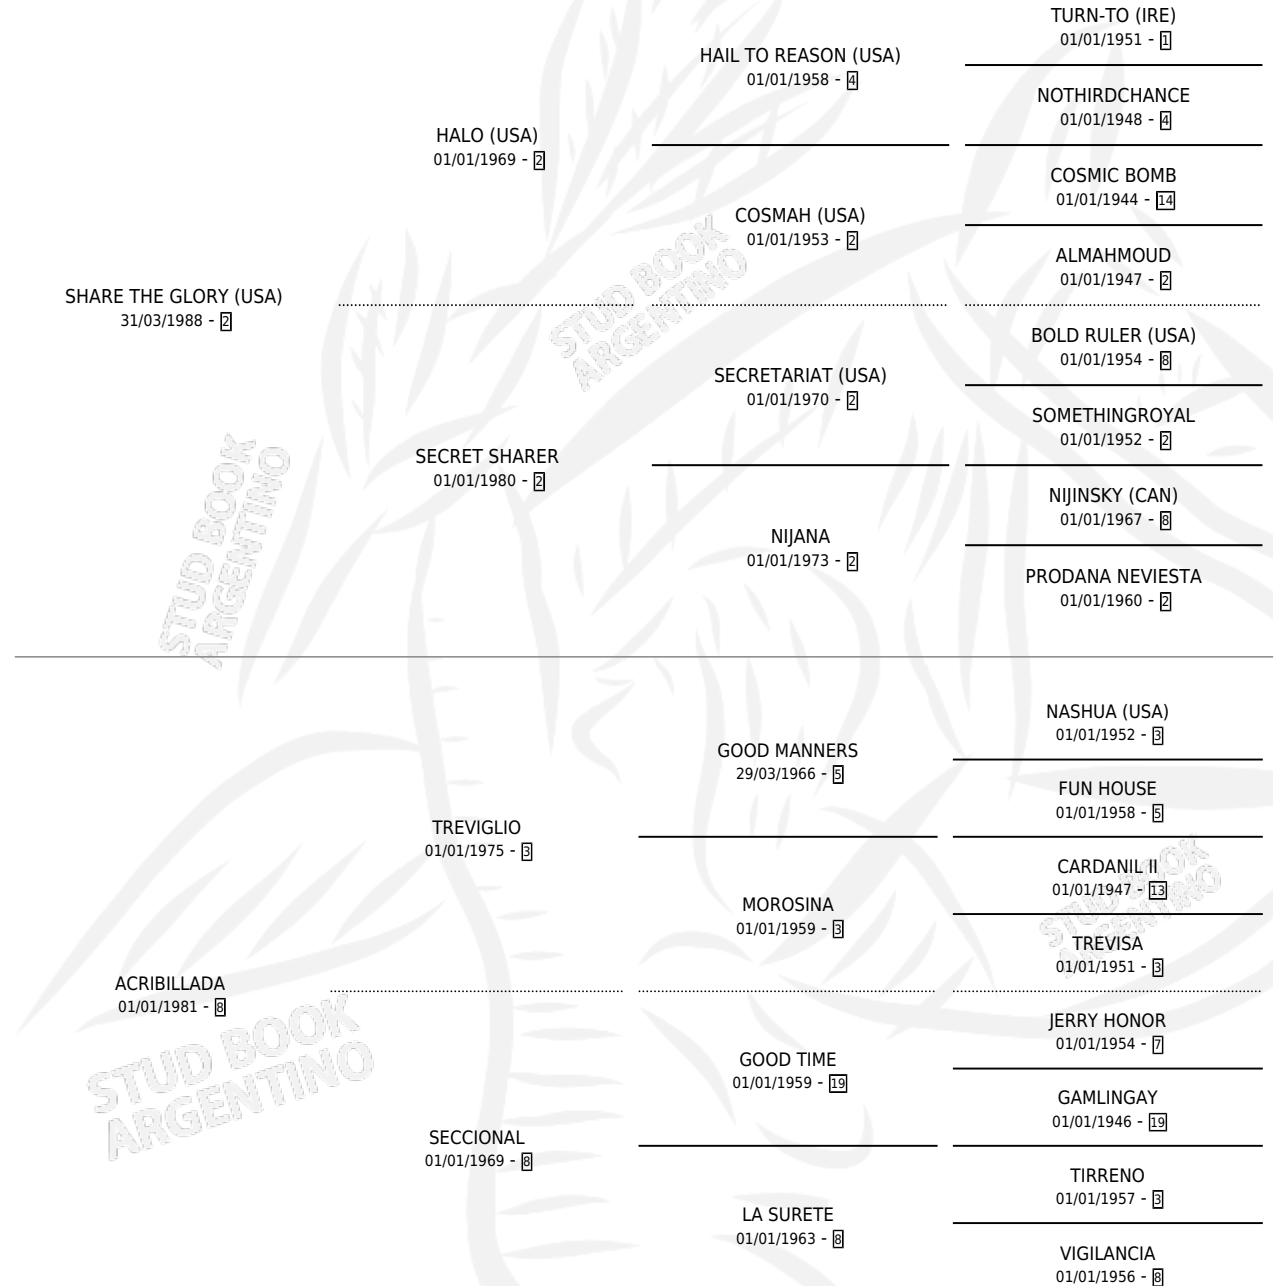 TURN-TO (IRE)
01/01/1951 - 1
HAIL TO REASON (USA)
01/01/1958 - 4
NOTHIRDCHANCE
01/01/1948 - 4
HALO (USA)
01/01/1969 - 2
COSMIC BOMB
01/01/1944 - 14
COSMAH (USA)
01/01/1953 - 2
ALMAHMOUD
01/01/1947 - 2
SHARE THE GLORY (USA)
31/03/1988 - 2
BOLD RULER (USA)
01/01/1954 - 8
SECRETARIAT (USA)
01/01/1970 - 2
SOMETHINGROYAL
01/01/1952 - 2
SECRET SHARER
01/01/1980 - 2
NIJINSKY (CAN)
01/01/1967 - 8
NIJANA
01/01/1973 - 2
PRODANA NEVIESTA
01/01/1960 - 2
STUD BOOK
ARGENTINO
STUD BOOK
ARGENTINO
NASHUA (USA)
01/01/1952 - 3
GOOD MANNERS
29/03/1966 - 5
FUN HOUSE
01/01/1958 - 5
TREVIGLIO
01/01/1975 - 3
CARDANIL II
01/01/1947 - 13
MOROSINA
01/01/1959 - 3
TREVISA
01/01/1951 - 3
STUD BOOK
ARGENTINO
ACRIBILLADA
01/01/1981 - 8
JERRY HONOR
01/01/1954 - 7
GOOD TIME
01/01/1959 - 19
GAMLINGAY
01/01/1946 - 19
SECCIONAL
01/01/1969 - 8
TIRRENO
01/01/1957 - 3
LA SURETE
01/01/1963 - 8
VIGILANCIA
01/01/1956 - 8
STUD BOOK
ARGENTINO